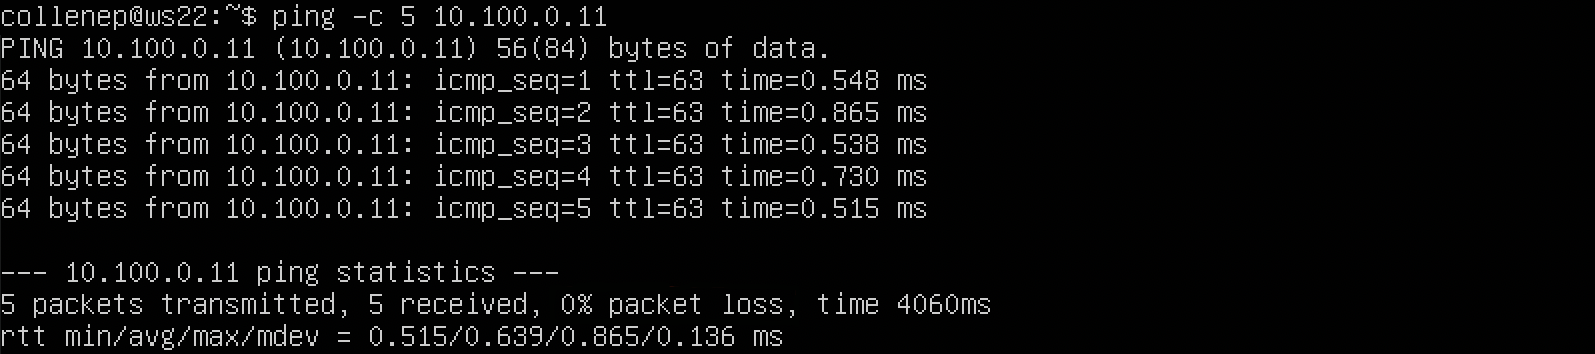 collenep@ws22:~$ ping -c 5 10.100.0.11
PING 10.100.0.11 (10.100.0.11) 56(84) bytes of data.
64 bytes from 10.100.0.11: icmp_seq=1 ttl=63 time=0.548 ms
64 bytes from 10.100.0.11: icmp_seq=2 ttl=63 time=0.865 ms
64 bytes from 10.100.0.11: icmp_seq=3 ttl=63 time=0.538 ms
64 bytes from 10.100.0.11: icmp_seq=4 ttl=63 time=0.730 ms
64 bytes from 10.100.0.11: icmp_seq=5 ttl=63 time=0.515 ms

--- 10.100.0.11 ping statistics ---
5 packets transmitted, 5 received, 0% packet loss, time 4060ms
rtt min/avg/max/mdev = 0.515/0.639/0.865/0.136 ms